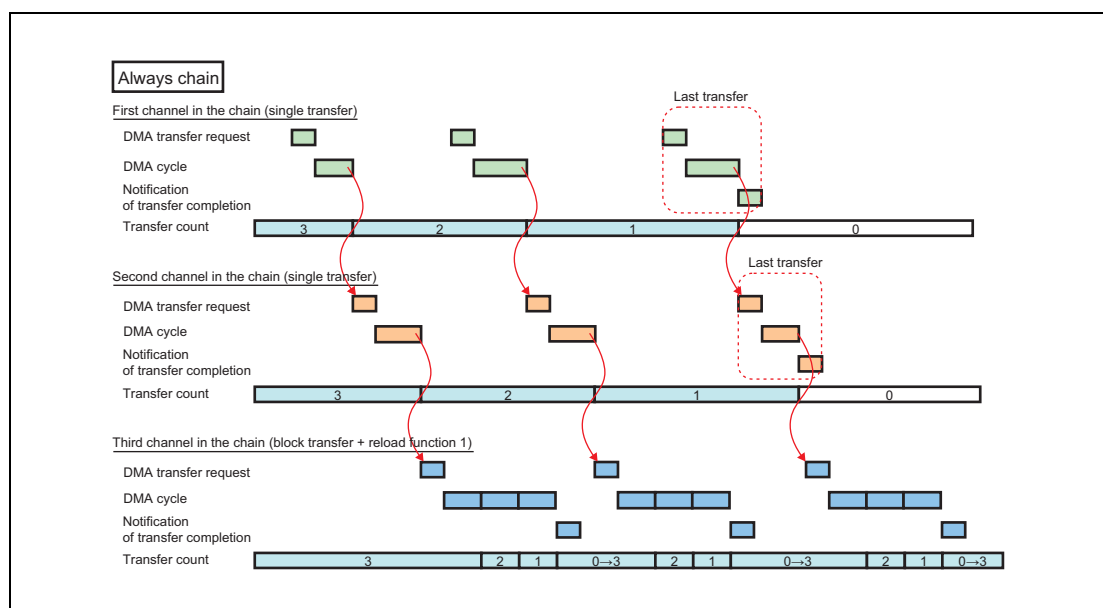 Always chain
First channel in the chain (single transfer)
Last transfer
DMA transfer request
DMA cycle
Notification
of transfer completion
Transfer count
3 2 1 0
Second channel in the chain (single transfer)
Last transfer
DMA transfer request
DMA cycle
Notification
of transfer completion
Transfer count
3 2 1 0
Third channel in the chain (block transfer + reload function 1)
DMA transfer request
DMA cycle
Notification
of transfer completion
Transfer count
3 2 1 0→3 2 1 0→3 2 1 0→3